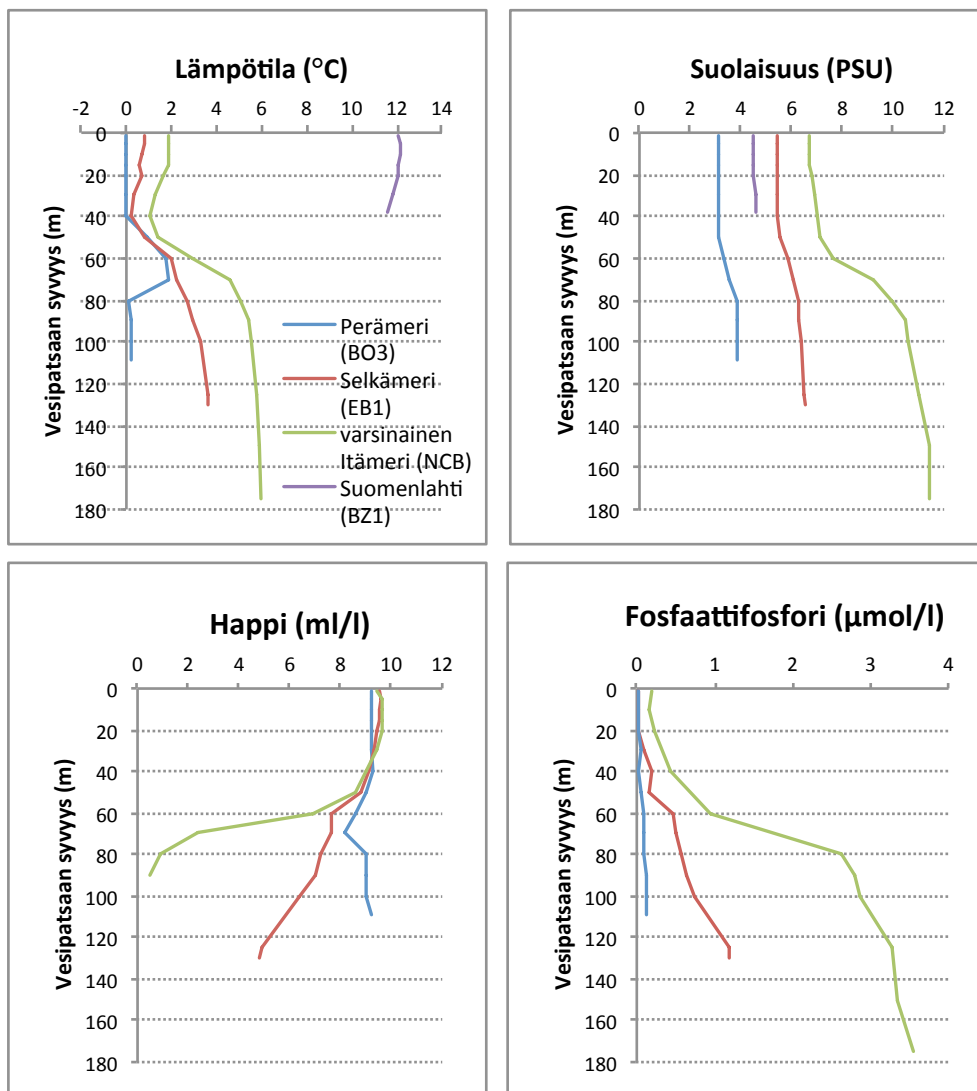 Lämpötila (°C)
-2 0 2 4 6 8 10 12 14
Vesipatsaan syvyys (m)
0
20
40
60
80
100
120
140
160
180
Perämeri
(BO3)
Selkämeri
(EB1)
varsinainen
Itämeri (NCB)
Suomenlahti
(BZ1)
Suolaisuus (PSU)
0 2 4 6 8 10 12
Vesipatsaan syvyys (m)
0
20
40
60
80
100
120
140
160
180
Happi (ml/l)
0 2 4 6 8 10 12
Vesipatsaan syvyys (m)
0
20
40
60
80
100
120
140
160
180
Fosfaattifosfori (µmol/l)
0 1 2 3 4
Vesipatsaan syvyys (m)
0
20
40
60
80
100
120
140
160
180